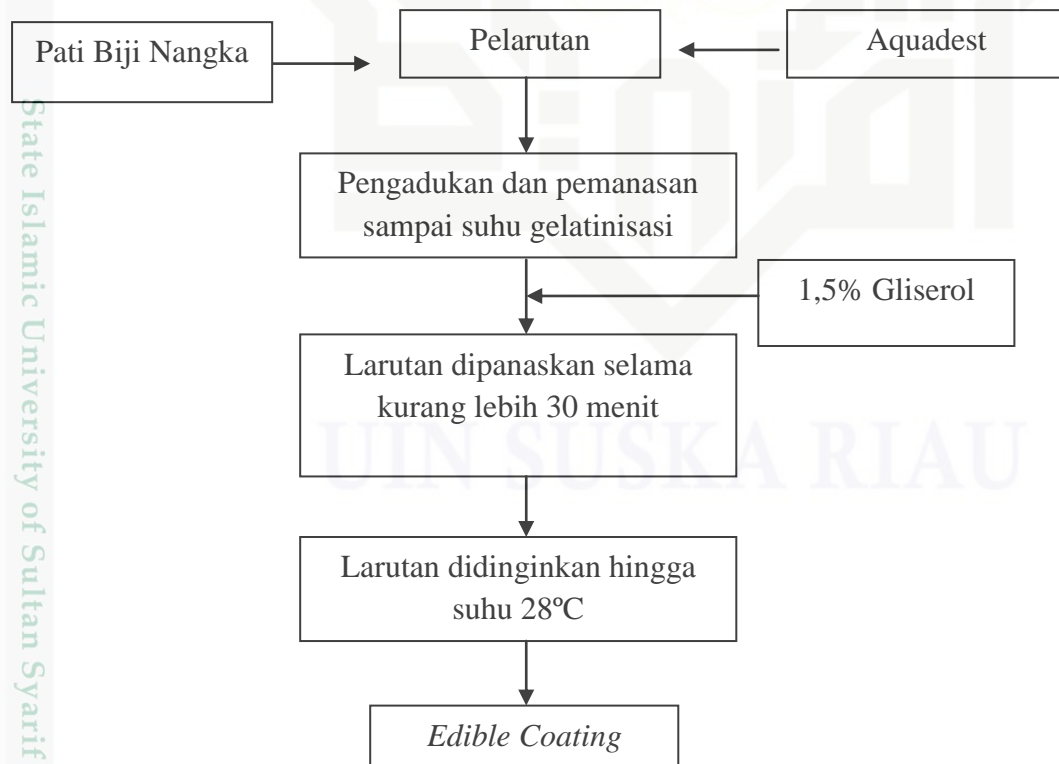 Pati Biji Nangka
Pelarutan
Aquadest
Pengadukan dan pemanasan
sampai suhu gelatinisasi
1,5% Gliserol
Larutan dipanaskan selama
kurang lebih 30 menit
UIN SUSKA RIAU
Larutan didinginkan hingga
suhu 28ºC
Edible Coating
State Islamic University of Sultan Syarif